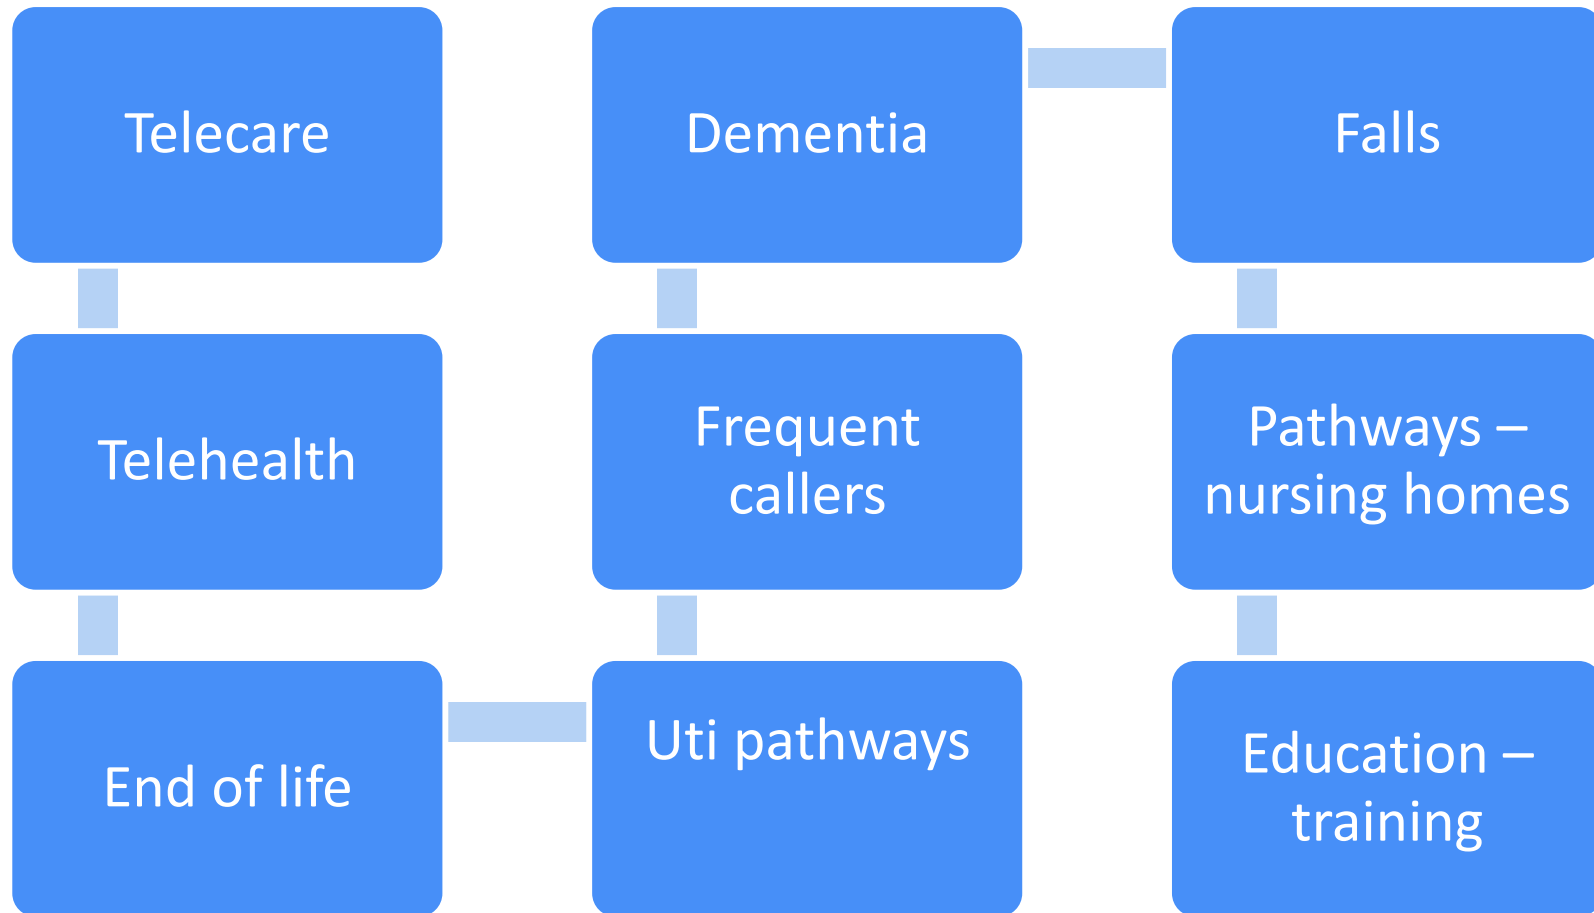 Telecare
Telehealth
End of life
Uti pathways
Frequent
callers
Dementia
Falls
Pathways –
nursing homes
Education –
training